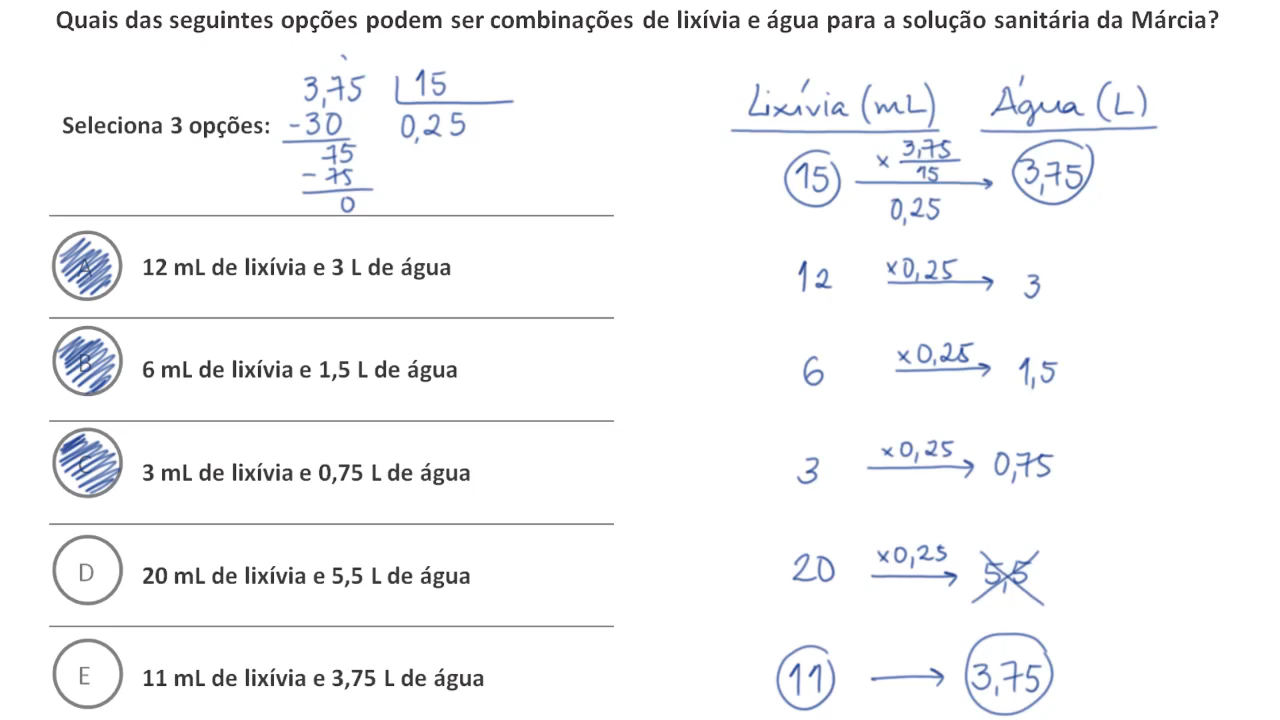 Quais das seguintes opções podem ser combinações de lixívia e água para a solução sanitária da Márcia?
Seleciona 3 opções:
3,75 15
-30 0,25
75
-75
0
Lixívia (mL) Água (L)
15 × 3,75/15 3,75
0,25
A 12 mL de lixívia e 3 L de água
12 ×0,25 3
B 6 mL de lixívia e 1,5 L de água
6 ×0,25 1,5
C 3 mL de lixívia e 0,75 L de água
3 ×0,25 0,75
D 20 mL de lixívia e 5,5 L de água
20 ×0,25 5,5
E 11 mL de lixívia e 3,75 L de água
11 3,75